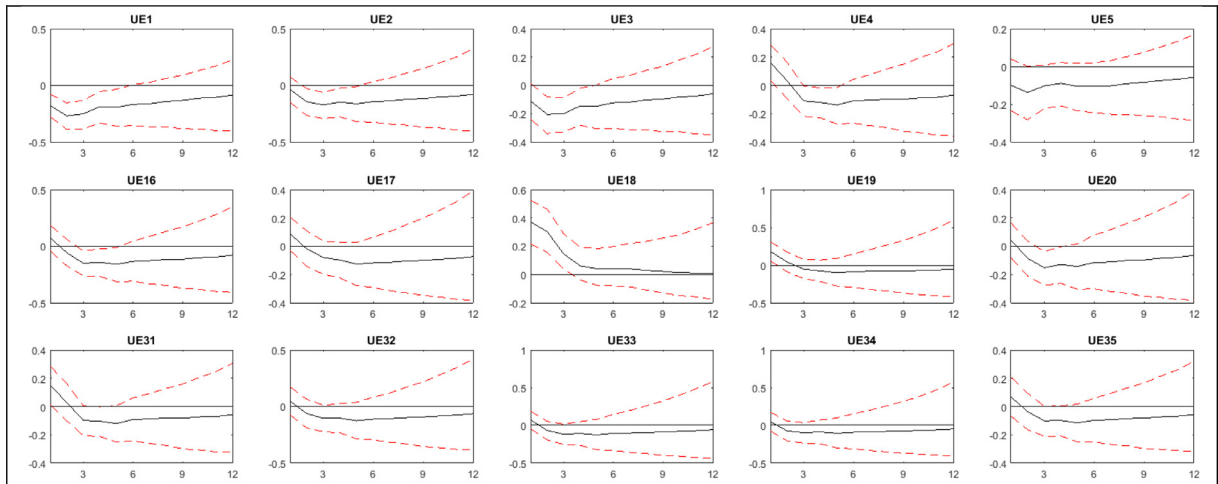 UE1 UE2 UE3 UE4 UE5
0.5 0.5 0.4 0.4 0.2
0.2 0.2
0 0 0 0 0
-0.2 -0.2 -0.2
-0.5 -0.5 -0.4 -0.4 -0.4
3 6 9 12 3 6 9 12 3 6 9 12 3 6 9 12 3 6 9 12
UE16 UE17 UE18 UE19 UE20
0.5 0.4 0.6 1 0.4
0.2 0.4 0.5 0.2
0 0 0.2 0 0
-0.2 0 -0.2
-0.5 -0.4 -0.2 -0.5 -0.4
3 6 9 12 3 6 9 12 3 6 9 12 3 6 9 12 3 6 9 12
UE31 UE32 UE33 UE34 UE35
0.4 0.5 1 1 0.4
0.2 0.5 0.5 0.2
0 0 0 0 0
-0.2 -0.2
-0.4 -0.5 -0.5 -0.5 -0.4
3 6 9 12 3 6 9 12 3 6 9 12 3 6 9 12 3 6 9 12